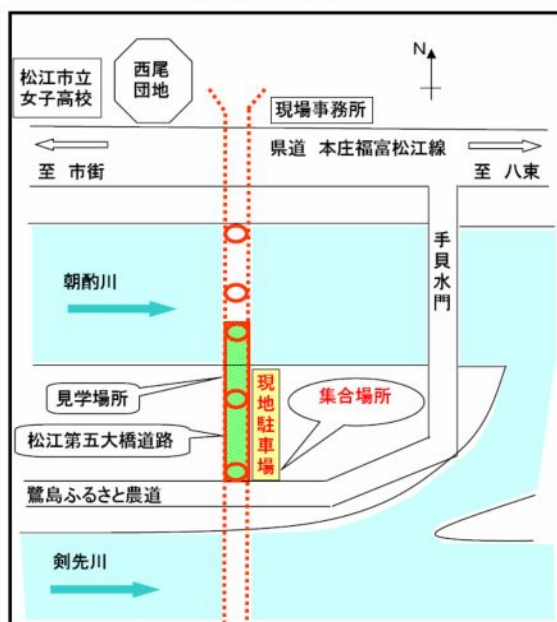 松江市立
女子高校
西尾
団地
N
現場事務所
県道 本庄福富松江線
至 市街
至 八束
手貝水門
朝酌川
見学場所
現地駐車場
集合場所
松江第五大橋道路
鷺島ふるさと農道
剣先川